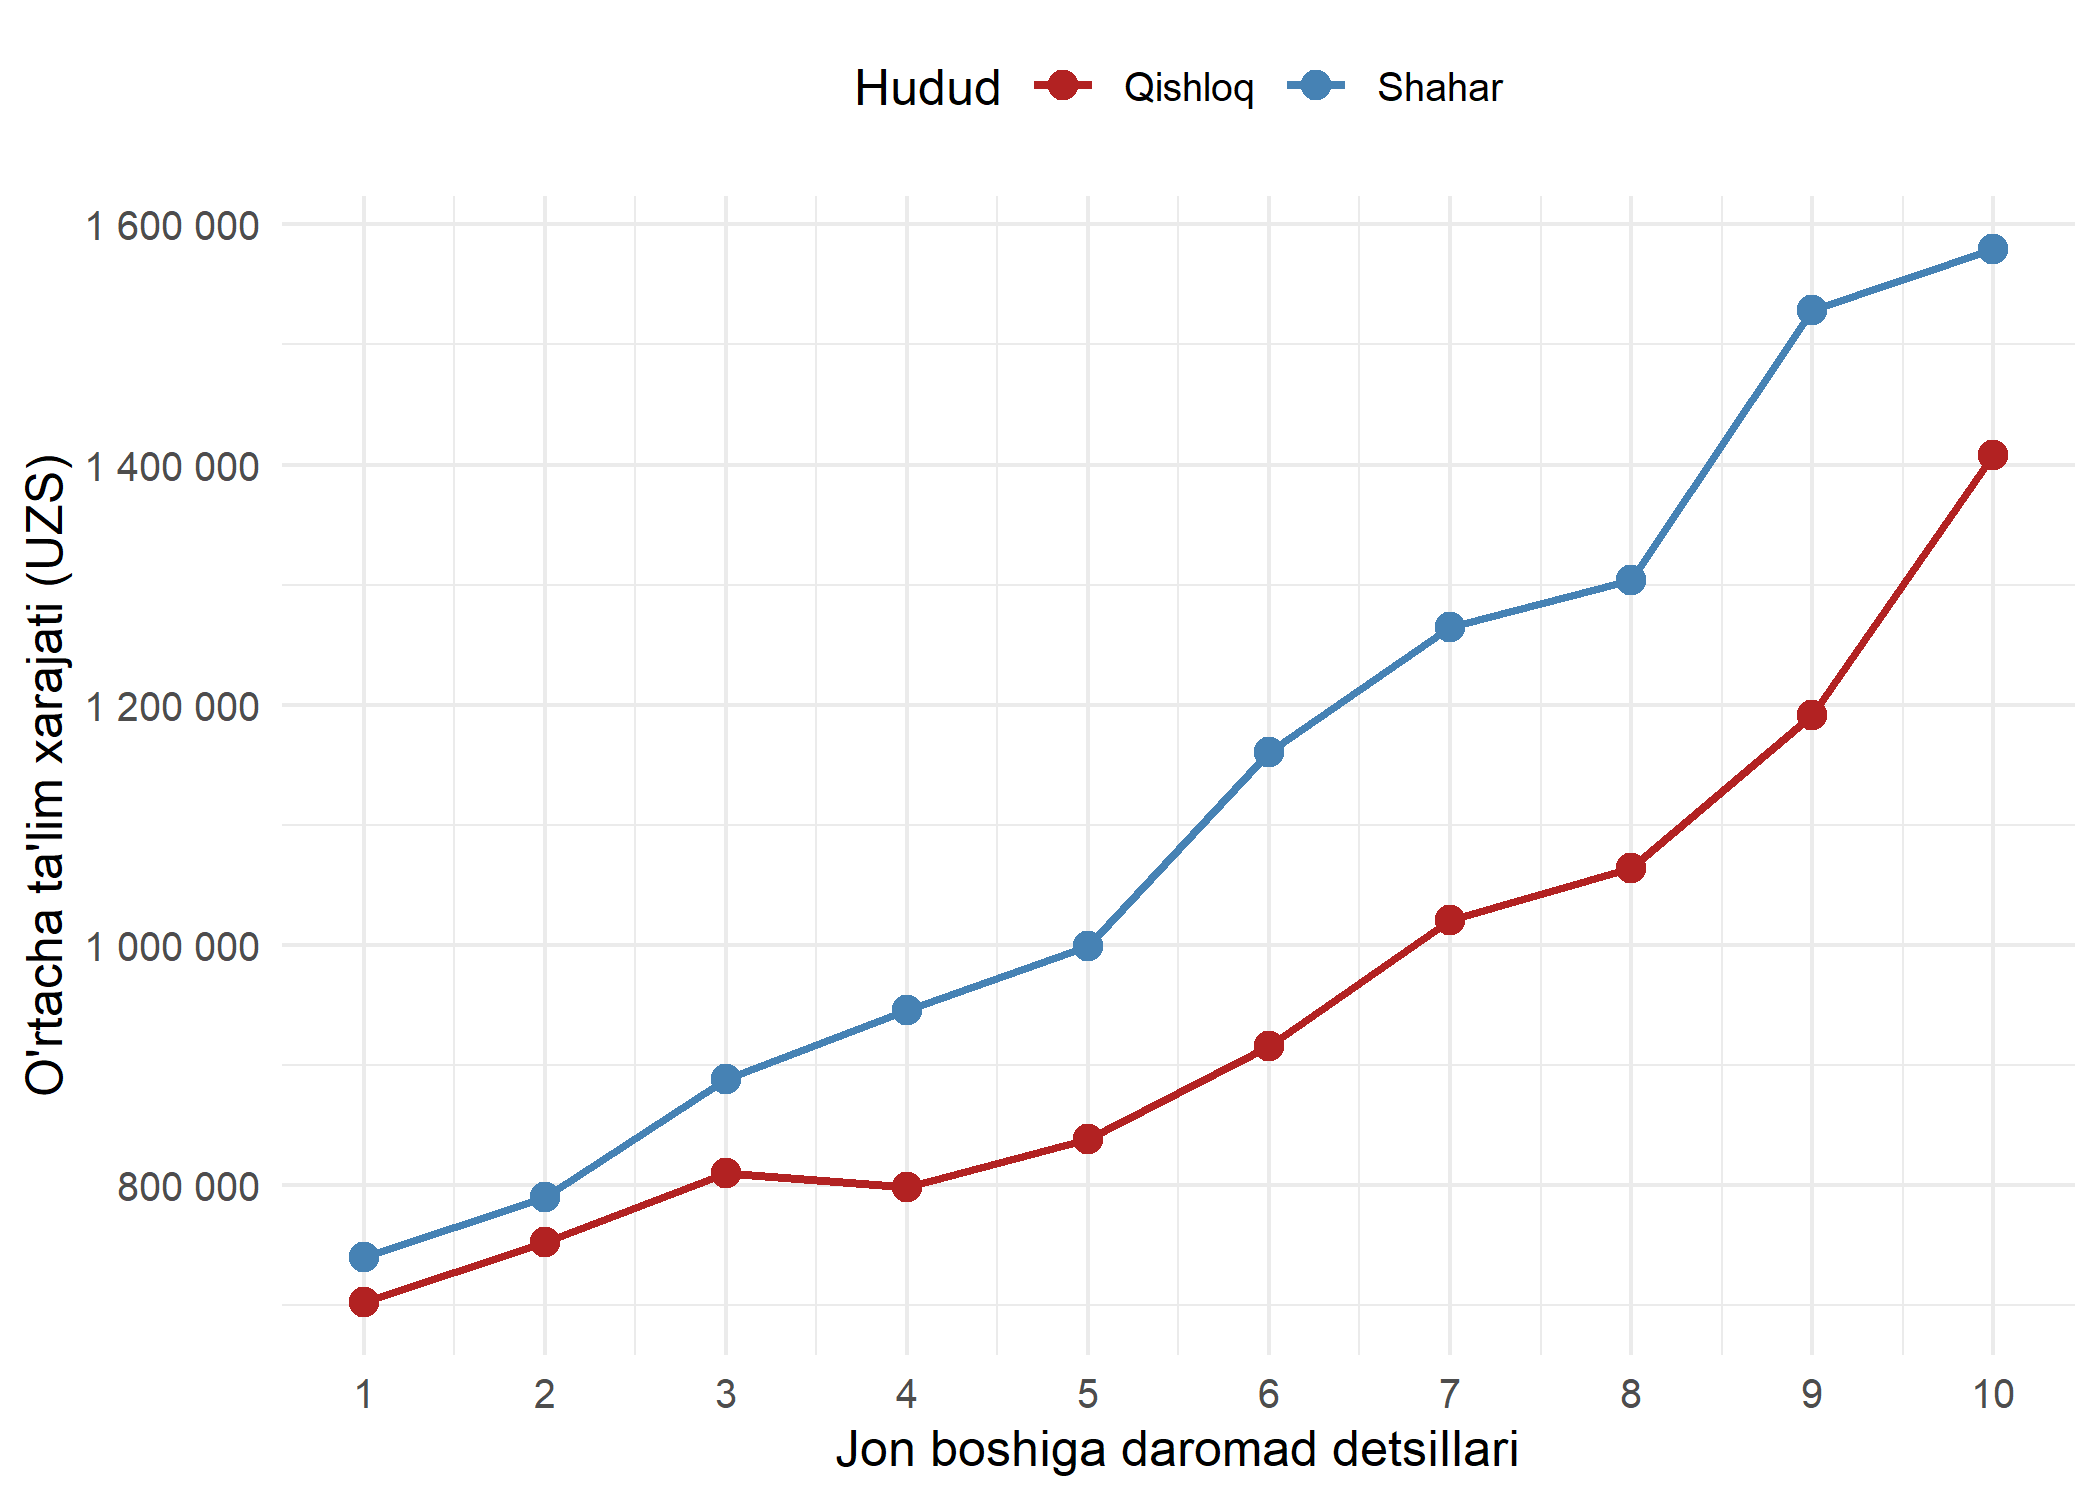 Hudud Qishloq Shahar
O'rtacha ta'lim xarajati (UZS)
1 600 000
1 400 000
1 200 000
1 000 000
800 000
1 2 3 4 5 6 7 8 9 10
Jon boshiga daromad detsillari